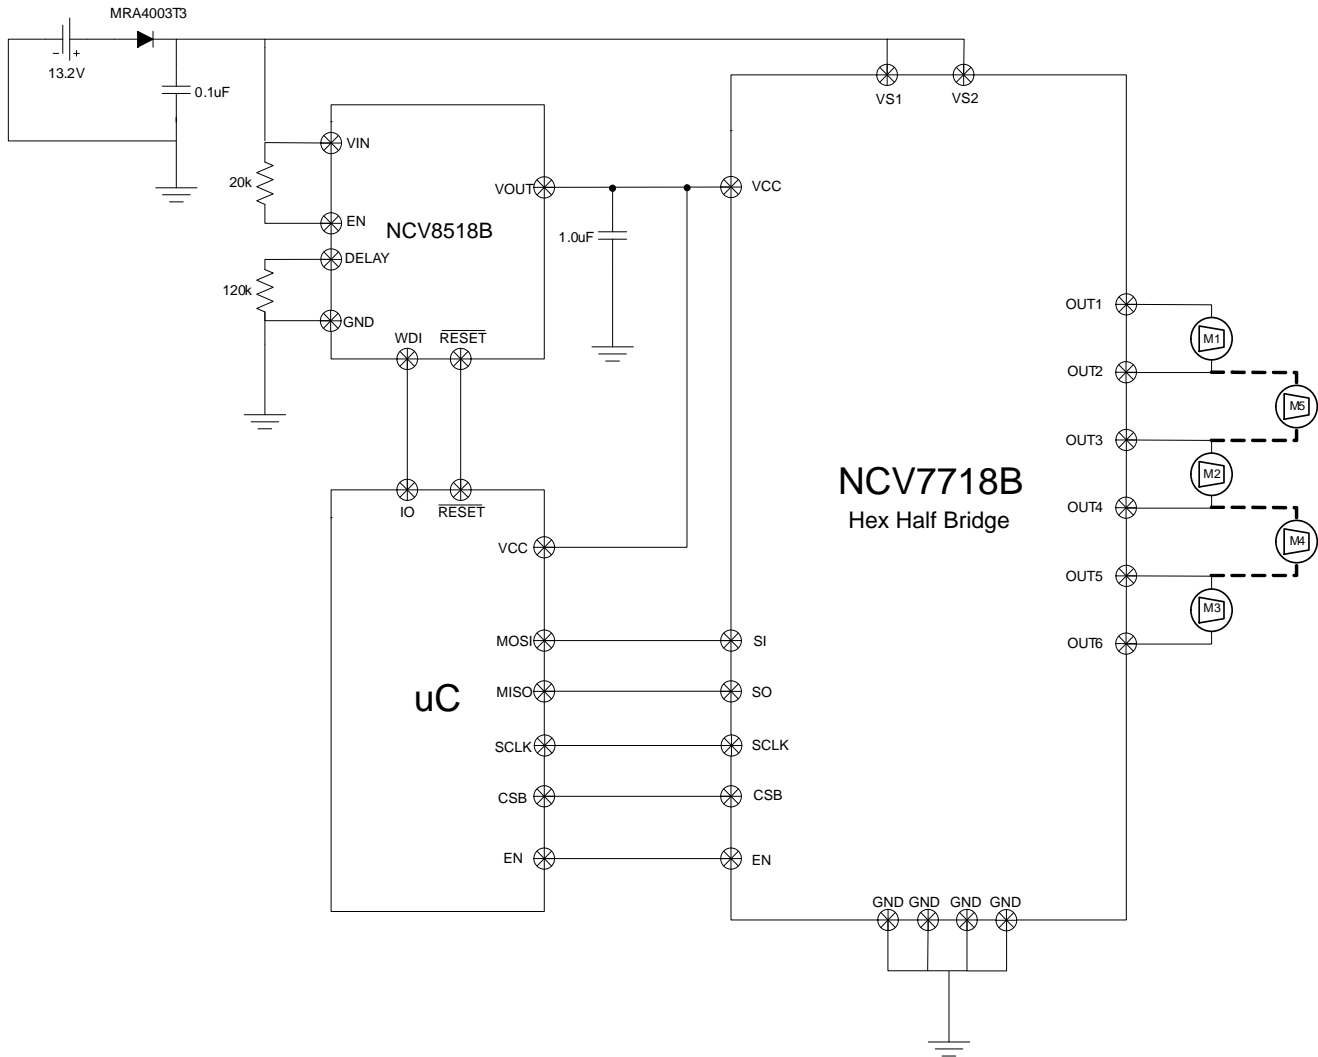 MRA4003T3
− +
13.2V
0.1uF
VS1
VS2
VIN
20k
EN
NCV8518B
DELAY
120k
GND
VOUT
WDI
RESET
1.0uF
VCC
OUT1
M1
OUT2
M5
OUT3
M2
OUT4
M4
OUT5
M3
OUT6
NCV7718B
Hex Half Bridge
IO
RESET
VCC
MOSI
SI
uC
MISO
SO
SCLK
SCLK
CSB
CSB
EN
EN
GND GND GND GND